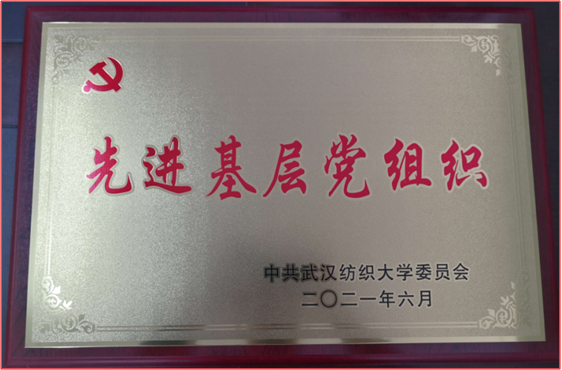 先进基层党组织
中共武汉纺织大学委员会
二〇二一年六月